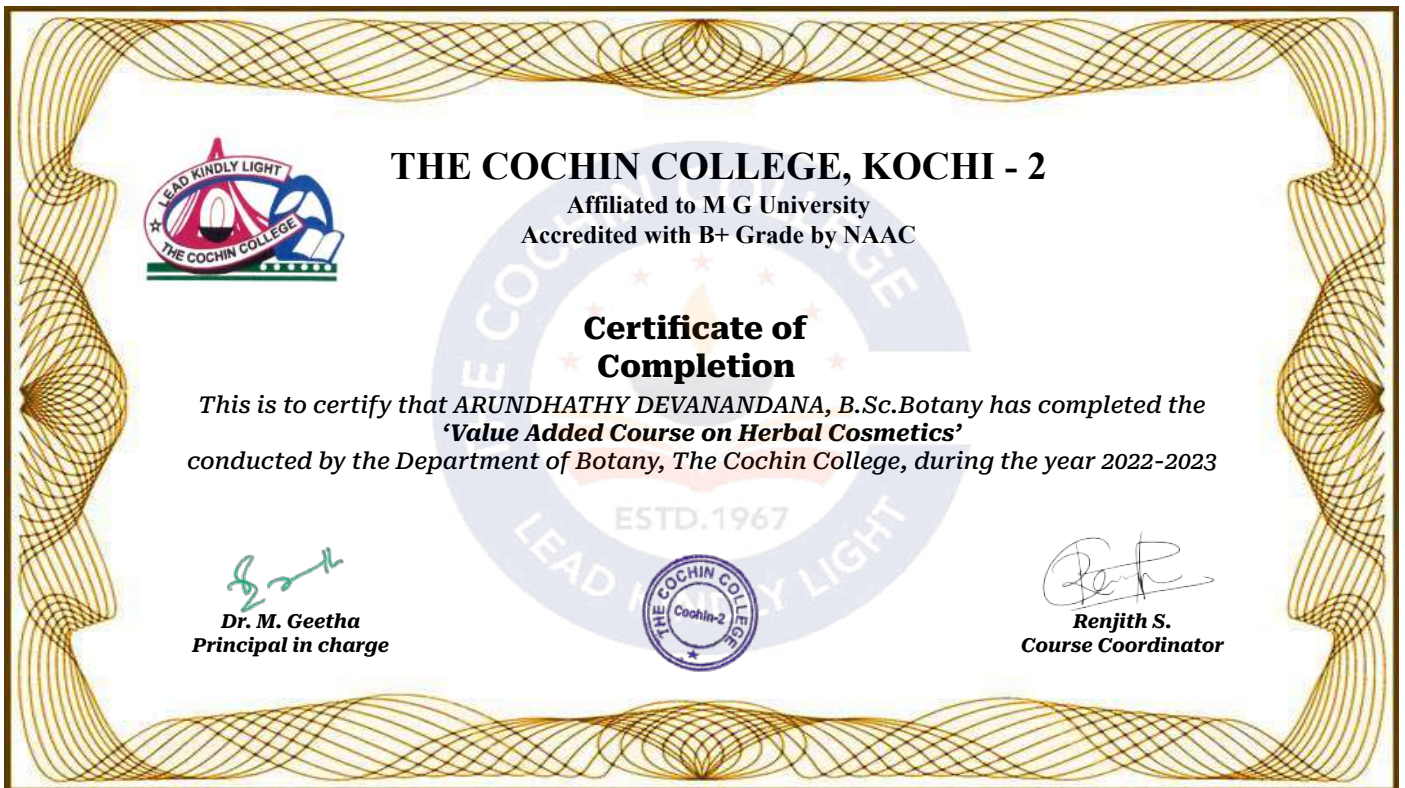 LEAD KINDLY LIGHT
THE COCHIN COLLEGE
THE COCHIN COLLEGE, KOCHI - 2
Affiliated to M G University
Accredited with B+ Grade by NAAC
THE COCHIN COLLEGE
Certificate of
Completion
This is to certify that ARUNDHATHY DEVANANDANA, B.Sc.Botany has completed the
‘Value Added Course on Herbal Cosmetics’
conducted by the Department of Botany, The Cochin College, during the year 2022-2023
ESTD.1967
LEAD KINDLY LIGHT
Dr. M. Geetha
Principal in charge
THE COCHIN COLLEGE
Cochin-2
Renjith S.
Course Coordinator